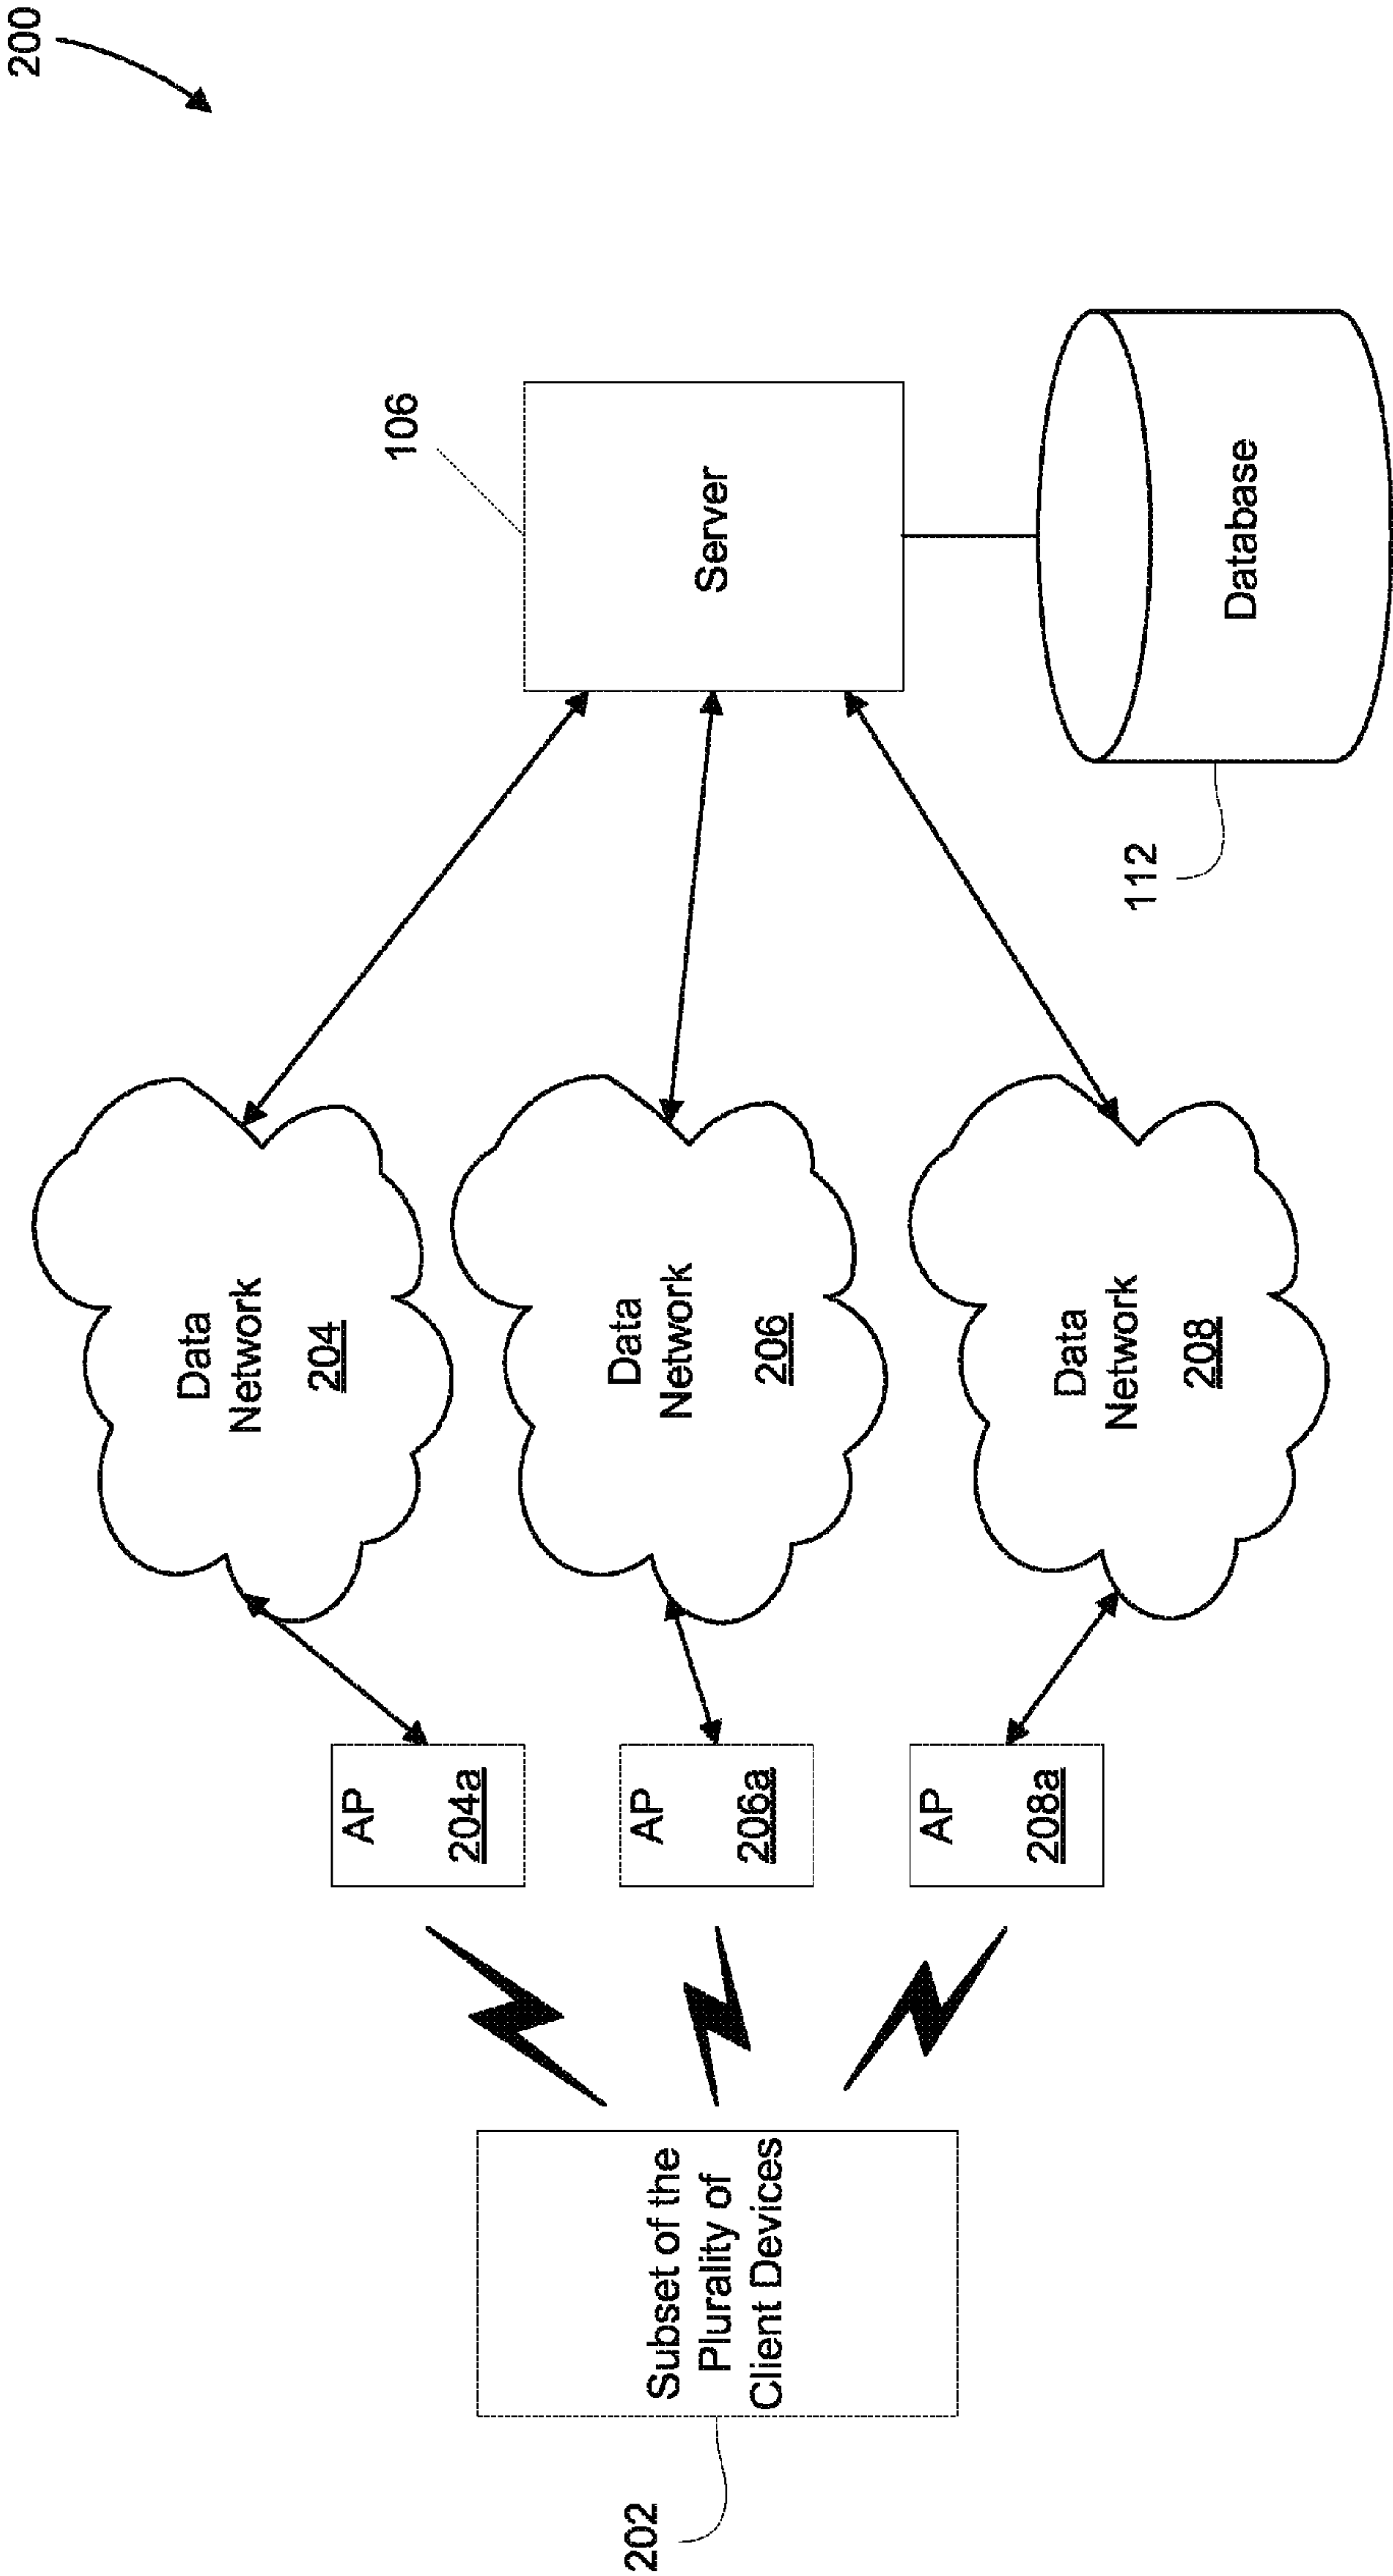 200
106
Server
Database
112
Data
Network
204
Data
Network
206
Data
Network
208
AP
204a
AP
206a
AP
208a
Subset of the
Plurality of
Client Devices
202